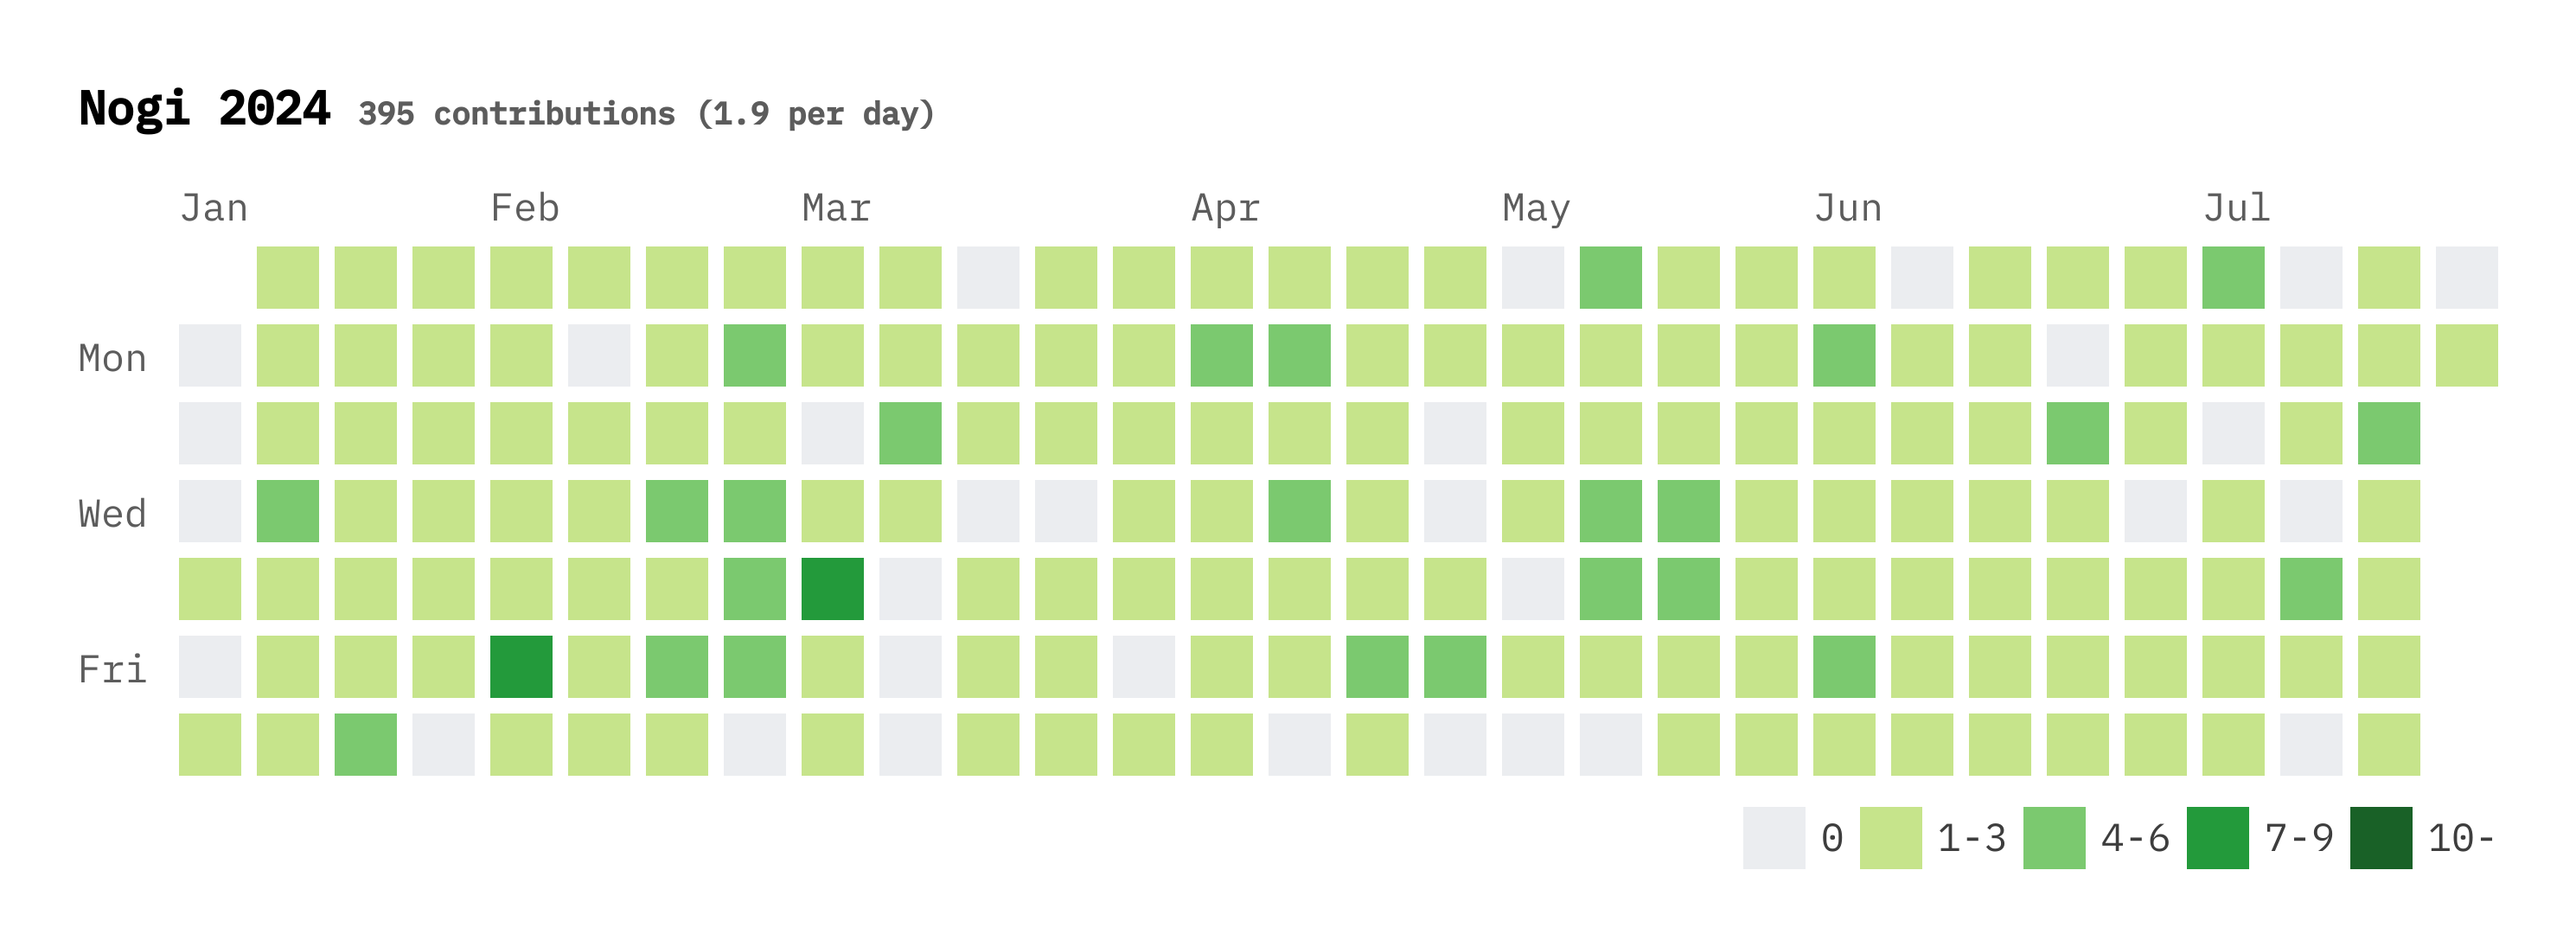 Nogi 2024 395 contributions (1.9 per day)
Jan Feb Mar Apr May Jun Jul
Mon
Wed
Fri
0 1-3 4-6 7-9 10-